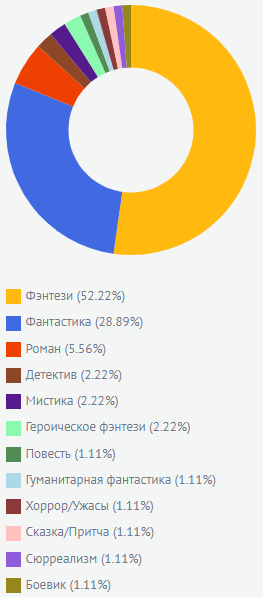 Фэнтези (52.22%)
Фантастика (28.89%)
Роман (5.56%)
Детектив (2.22%)
Мистика (2.22%)
Героическое фэнтези (2.22%)
Повесть (1.11%)
Гуманитарная фантастика (1.11%)
Хоррор/Ужасы (1.11%)
Сказка/Притча (1.11%)
Сюрреализм (1.11%)
Боевик (1.11%)